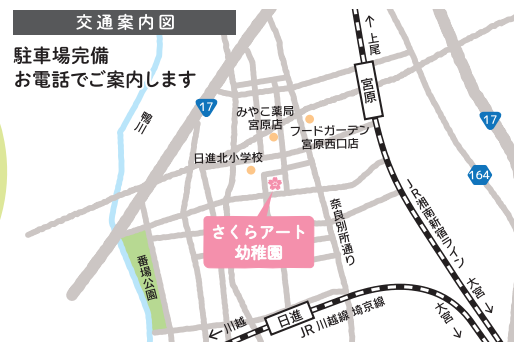 交通案内図
駐車場完備
お電話でご案内します
↑上尾
宮原
17
みやこ薬局
宮原店
フードガーデン
宮原西口店
17
鴨川
日進北小学校
164
さくらアート
幼稚園
奈良別所通り
JR湘南新宿ライン
番場公園
大宮→
大宮→
←川越
日進
JR川越線 埼京線